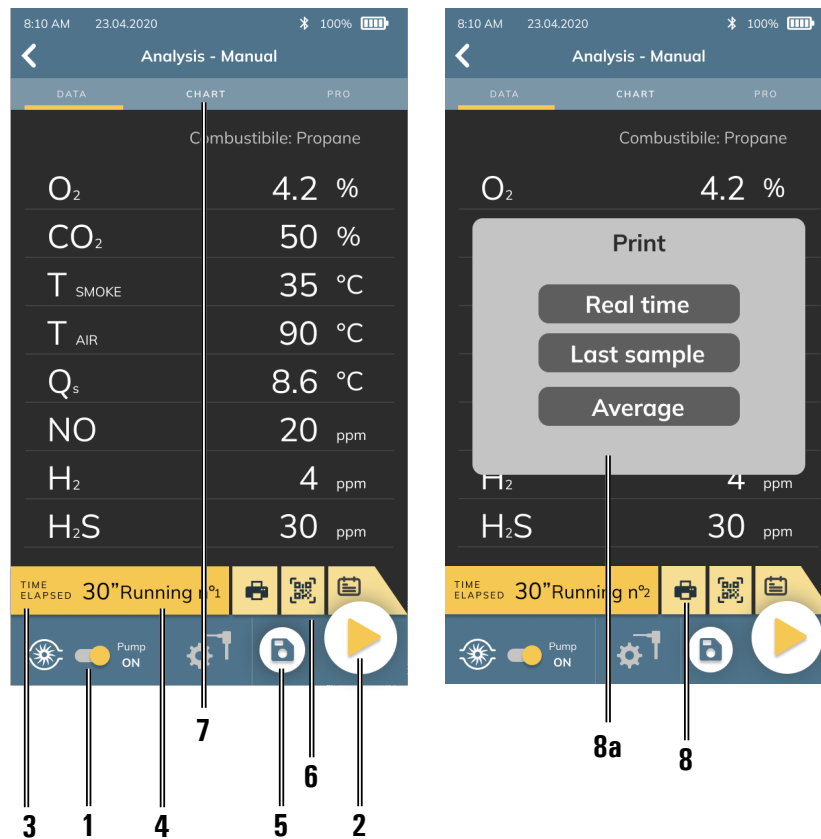 8:10 AM 23.04.2020 100%
Analysis - Manual
DATA CHART PRO
Combustibile: Propane
O₂ 4.2 %
CO₂ 50 %
T SMOKE 35 °C
T AIR 90 °C
Qs 8.6 °C
NO 20 ppm
H₂ 4 ppm
H₂S 30 ppm
TIME ELAPSED 30” Running nº1
Pump ON
7
6
3 1 4 5 2
8:10 AM 23.04.2020 100%
Analysis - Manual
DATA CHART PRO
Combustibile: Propane
O₂ 4.2 %
Print
Real time
Last sample
Average
H₂ 4 ppm
H₂S 30 ppm
TIME ELAPSED 30” Running nº2
Pump ON
8a 8